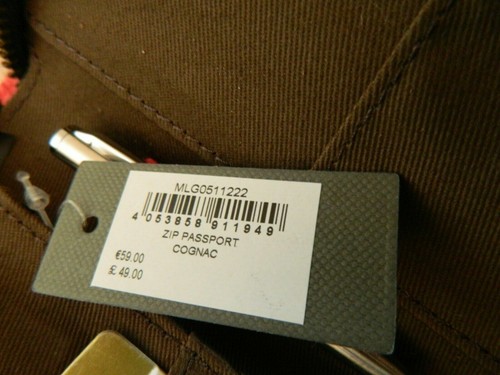 MLG0511222
4 053858 911949
ZIP PASSPORT
COGNAC
€59.00
£ 49.00